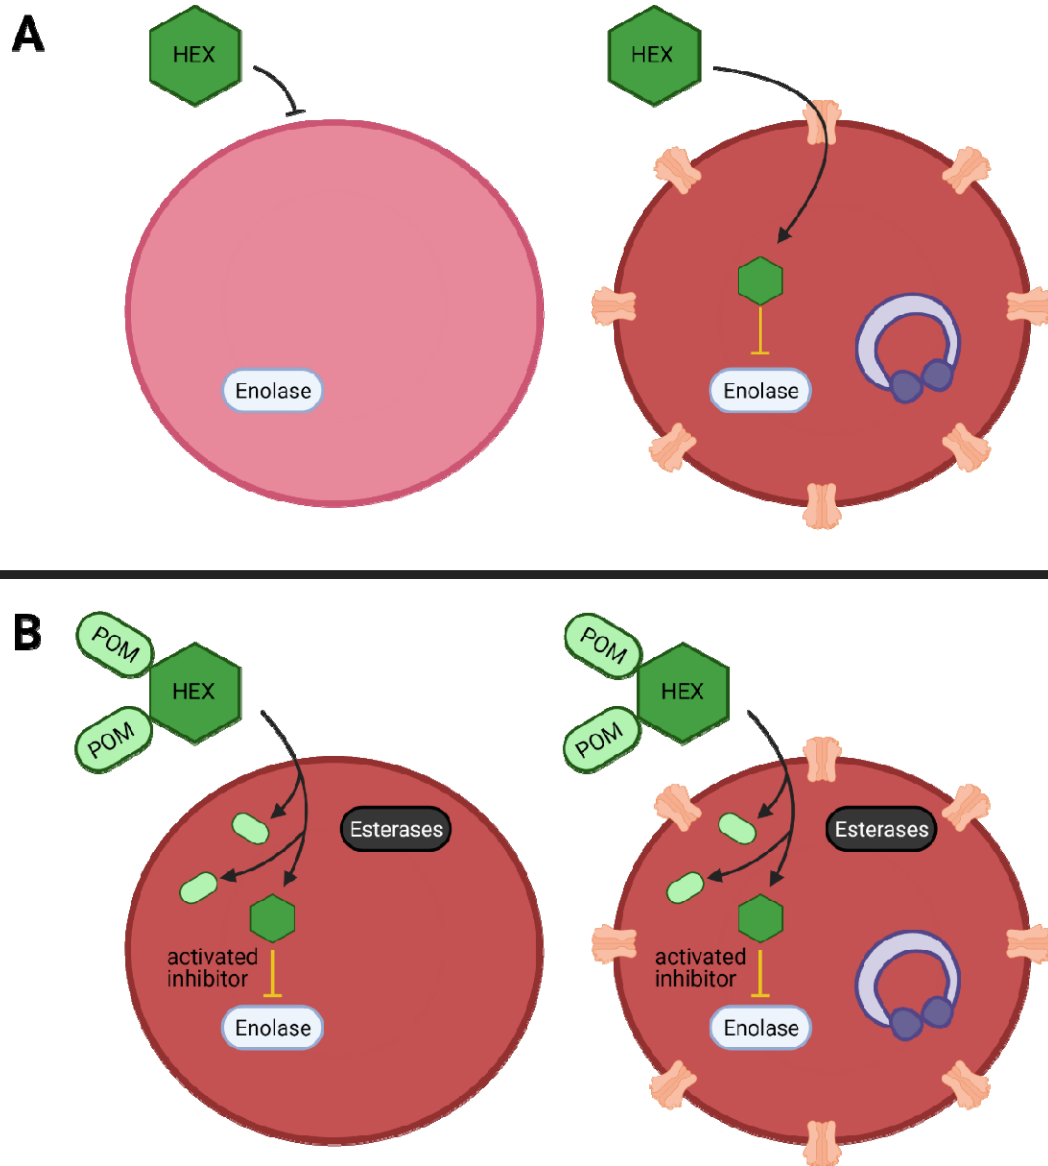 A
HEX
HEX
Enolase
Enolase
B
POM
HEX
POM
POM
HEX
POM
Esterases
Esterases
activated
inhibitor
activated
inhibitor
Enolase
Enolase